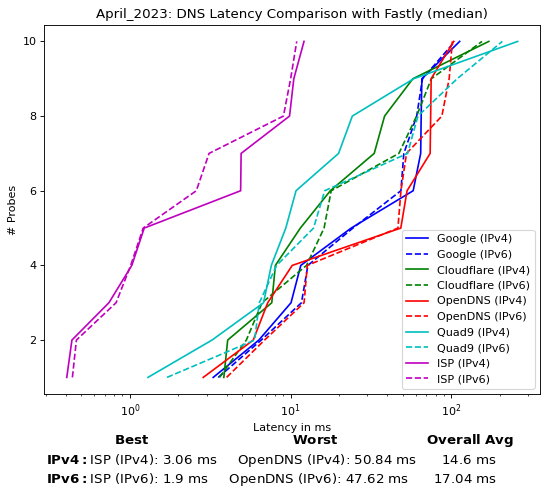 April_2023: DNS Latency Comparison with Fastly (median)
10
8
6
4
2
# Probes
Google (IPv4)
Google (IPv6)
Cloudflare (IPv4)
Cloudflare (IPv6)
OpenDNS (IPv4)
OpenDNS (IPv6)
Quad9 (IPv4)
Quad9 (IPv6)
ISP (IPv4)
ISP (IPv6)
10⁰ 10¹ 10²
Latency in ms
Best Worst Overall Avg
IPv4: ISP (IPv4): 3.06 ms OpenDNS (IPv4): 50.84 ms 14.6 ms
IPv6: ISP (IPv6): 1.9 ms OpenDNS (IPv6): 47.62 ms 17.04 ms